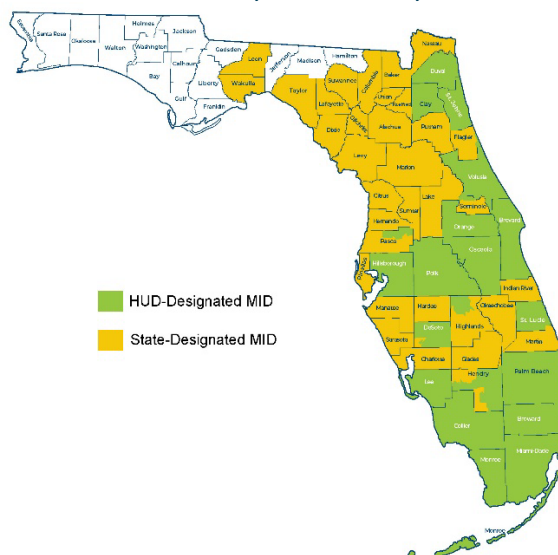 Holmes
Jackson
Santa Rosa
Okaloosa
Walton
Washington
Bay
Calhoun
Gadsden
Liberty
Gulf
Franklin
Leon
Wakulla
Jefferson
Madison
Hamilton
Taylor
Suwannee
Lafayette
Dixie
Columbia
Baker
Union
Nassau
Duval
Clay
St. Johns
Alachua
Putnam
Flagler
Levy
Marion
Volusia
Citrus
Sumter
Lake
Seminole
Hernando
Orange
Brevard
Pasco
Osceola
Hillsborough
Polk
Indian River
HUD-Designated MID
Manatee
Hardee
Okeechobee
St. Lucie
DeSoto
Highlands
State-Designated MID
Sarasota
Martin
Charlotte
Glades
Lee
Hendry
Palm Beach
Collier
Broward
Monroe
Miami-Dade
Monroe